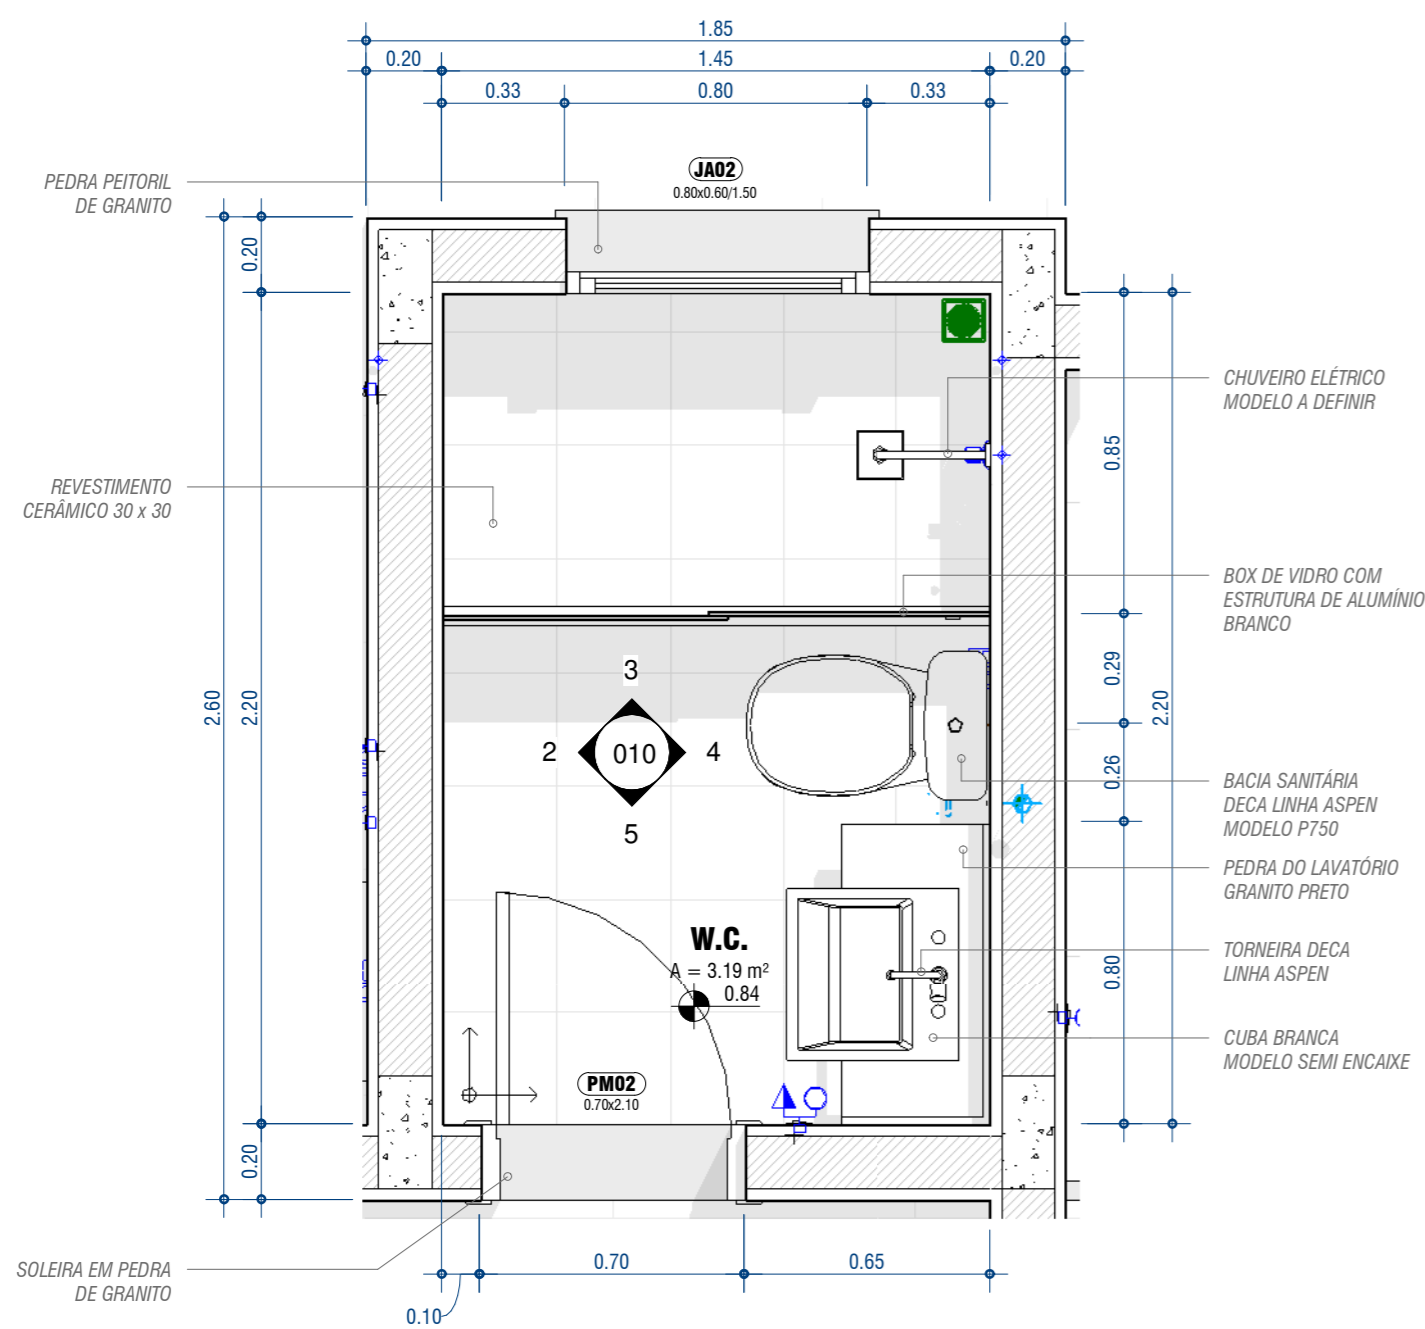 1.85
0.20
1.45
0.20
0.33
0.80
0.33
JA02
0.80x0.60/1.50
PEDRA PEITORIL
DE GRANITO
0.20
CHUVEIRO ELÉTRICO
MODELO A DEFINIR
0.85
REVESTIMENTO
CERÂMICO 30 x 30
BOX DE VIDRO COM
ESTRUTURA DE ALUMÍNIO
BRANCO
0.29
2.60
2.20
2.20
3
2
010
4
5
0.26
BACIA SANITÁRIA
DECA LINHA ASPEN
MODELO P750
PEDRA DO LAVATÓRIO
GRANITO PRETO
W.C.
A = 3.19 m²
0.84
TORNEIRA DECA
LINHA ASPEN
0.80
CUBA BRANCA
MODELO SEMI ENCAIXE
PM02
0.70x2.10
0.20
SOLEIRA EM PEDRA
DE GRANITO
0.70
0.65
0.10